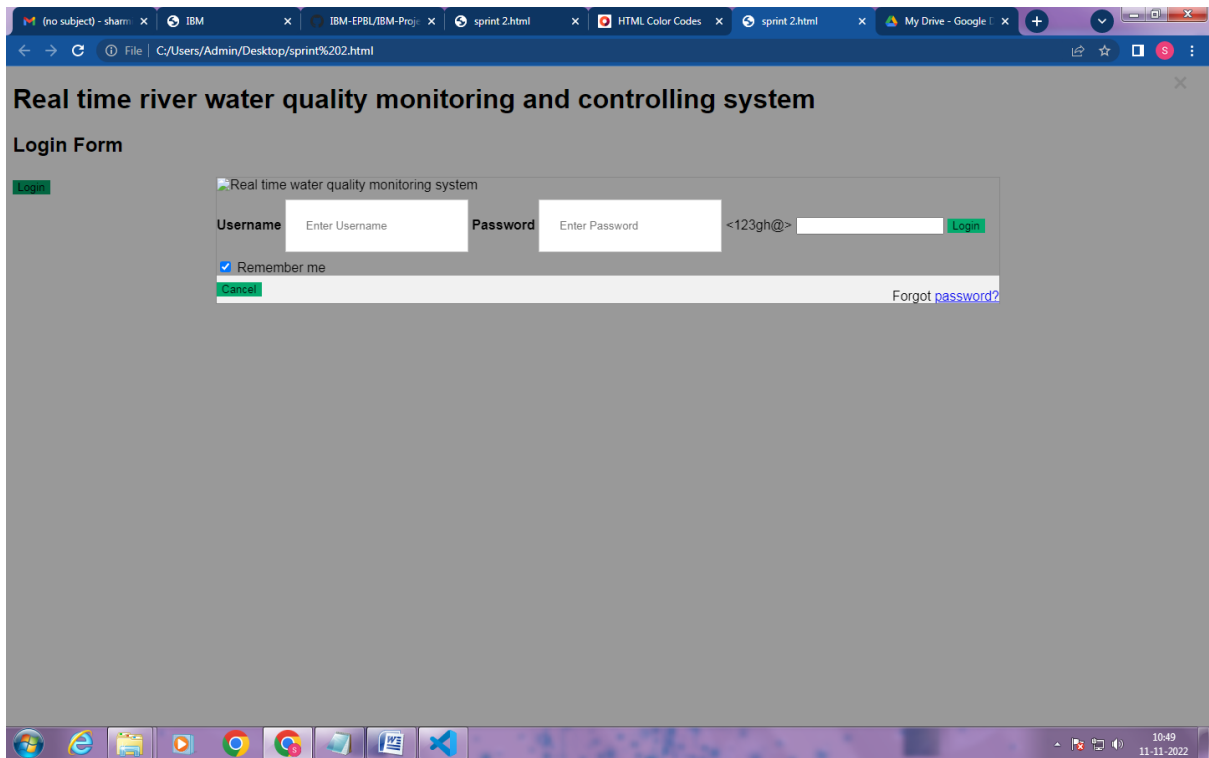 (no subject) - sharm IBM IBM-EPBL/IBM-Proje sprint 2.html HTML Color Codes sprint 2.html My Drive - Google D
File C:/Users/Admin/Desktop/sprint%202.html S
Real time river water quality monitoring and controlling system
Login Form
Login
Real time water quality monitoring system
Username Enter Username Password Enter Password <123gh@> Login
Remember me
Cancel
Forgot password?
10:49
11-11-2022